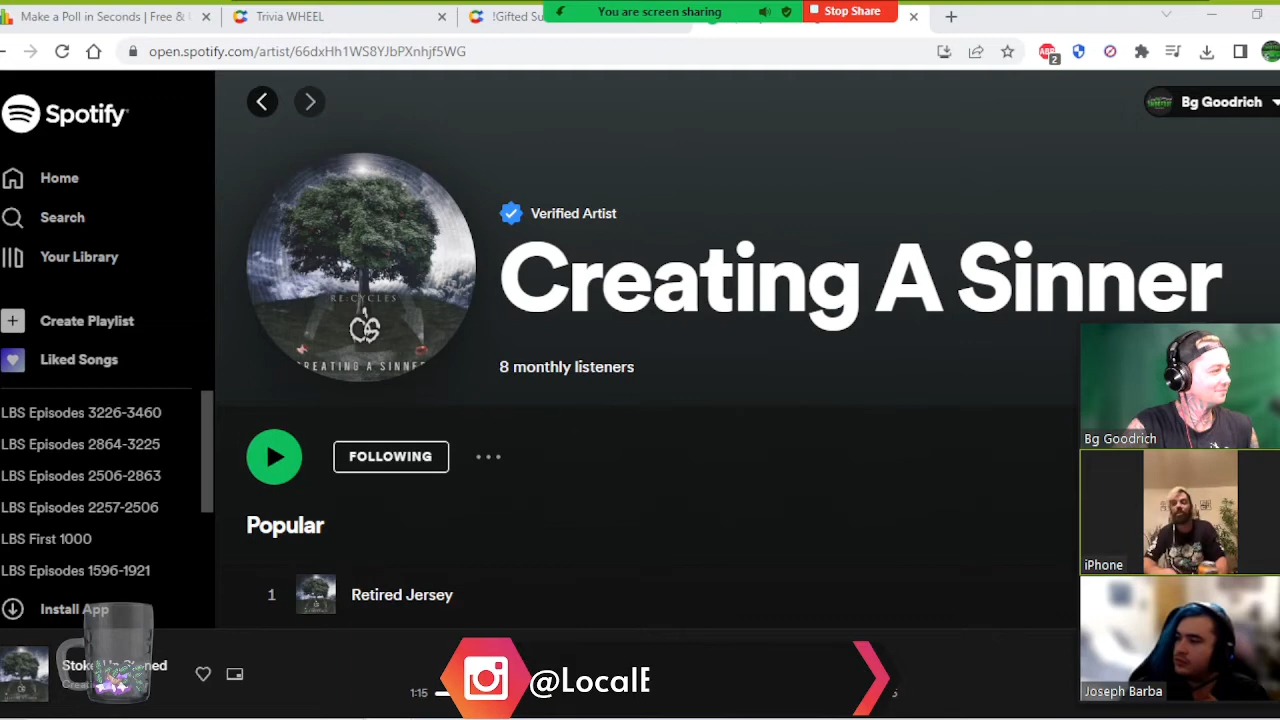 Make a Poll in Seconds | Free &
Trivia WHEEL
!Gifted Su
You are screen sharing
Stop Share
open.spotify.com/artist/66dxHh1WS8YJbPXnhjf5WG
2
Spotify
Bg Goodrich
Home
Search
Your Library
Create Playlist
Liked Songs
LBS Episodes 3226-3460
LBS Episodes 2864-3225
LBS Episodes 2506-2863
LBS Episodes 2257-2506
LBS First 1000
LBS Episodes 1596-1921
Install App
RE:CYCLES
CREATING A SINNER
Verified Artist
Creating A Sinner
8 monthly listeners
FOLLOWING
Popular
1 Retired Jersey
Bg Goodrich
iPhone
Joseph Barba
1:15
@LocalE